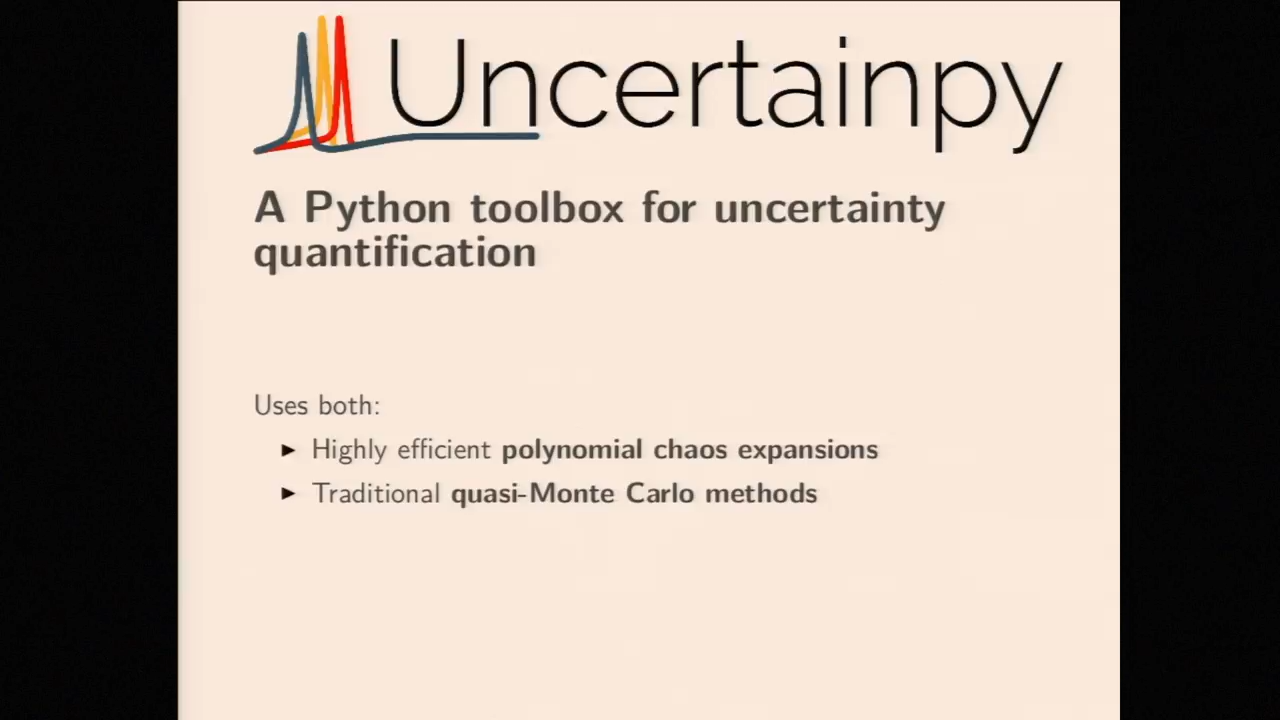 Uncertainpy
A Python toolbox for uncertainty
quantification
Uses both:
► Highly efficient polynomial chaos expansions
► Traditional quasi-Monte Carlo methods